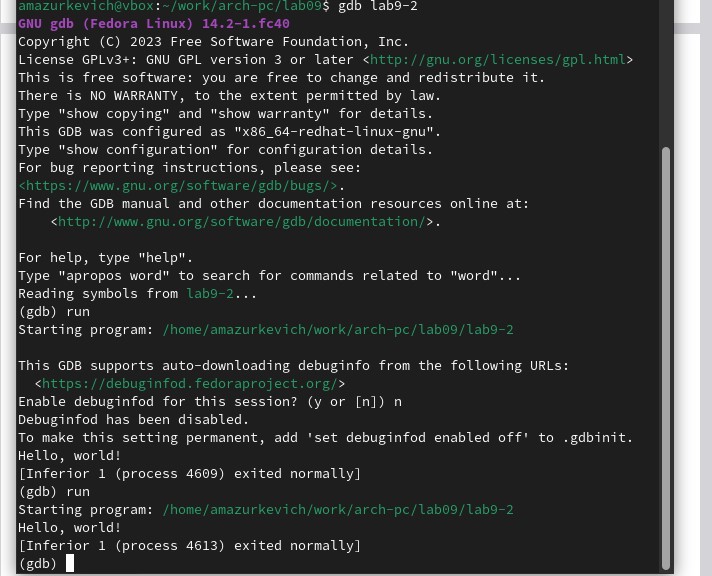 amazurkevich@vbox:~/work/arch-pc/lab09$ gdb lab9-2
GNU gdb (Fedora Linux) 14.2-1.fc40
Copyright (C) 2023 Free Software Foundation, Inc.
License GPLv3+: GNU GPL version 3 or later <http://gnu.org/licenses/gpl.html>
This is free software: you are free to change and redistribute it.
There is NO WARRANTY, to the extent permitted by law.
Type "show copying" and "show warranty" for details.
This GDB was configured as "x86_64-redhat-linux-gnu".
Type "show configuration" for configuration details.
For bug reporting instructions, please see:
<https://www.gnu.org/software/gdb/bugs/>.
Find the GDB manual and other documentation resources online at:
    <http://www.gnu.org/software/gdb/documentation/>.

For help, type "help".
Type "apropos word" to search for commands related to "word"...
Reading symbols from lab9-2...
(gdb) run
Starting program: /home/amazurkevich/work/arch-pc/lab09/lab9-2

This GDB supports auto-downloading debuginfo from the following URLs:
  <https://debuginfod.fedoraproject.org/>
Enable debuginfod for this session? (y or [n]) n
Debuginfod has been disabled.
To make this setting permanent, add 'set debuginfod enabled off' to .gdbinit.
Hello, world!
[Inferior 1 (process 4609) exited normally]
(gdb) run
Starting program: /home/amazurkevich/work/arch-pc/lab09/lab9-2
Hello, world!
[Inferior 1 (process 4613) exited normally]
(gdb)